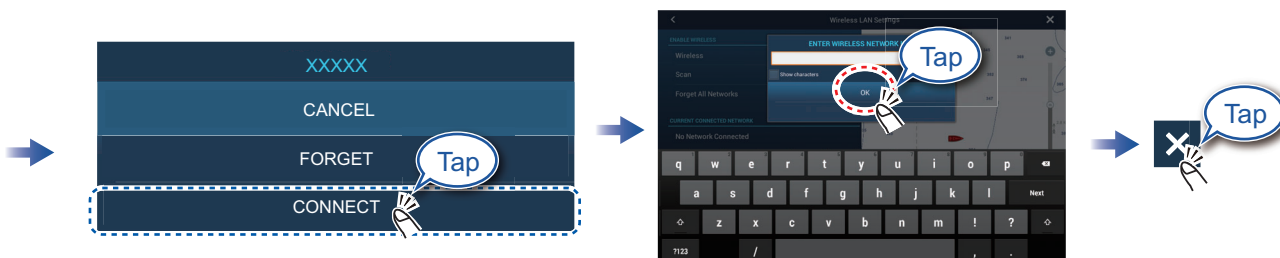 XXXXX
CANCEL
FORGET
Tap
CONNECT
Wireless LAN Settings
ENABLE WIRELESS
Wireless
Scan
Forget All Networks
CURRENT CONNECTED NETWORK
No Network Connected
ENTER WIRELESS NETWORK
Show characters
OK
Tap
q w e r t y u i o p
a s d f g h j k l Next
z x c v b n m ! ?
?123 / , .
Tap